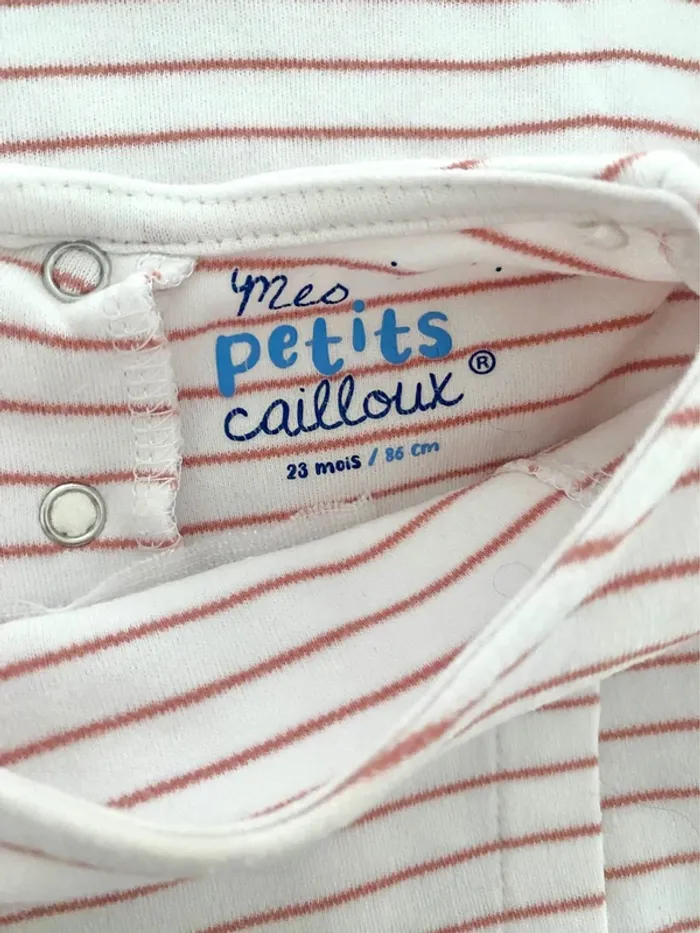 Mes
petits
cailloux ®
23 mois / 86 cm